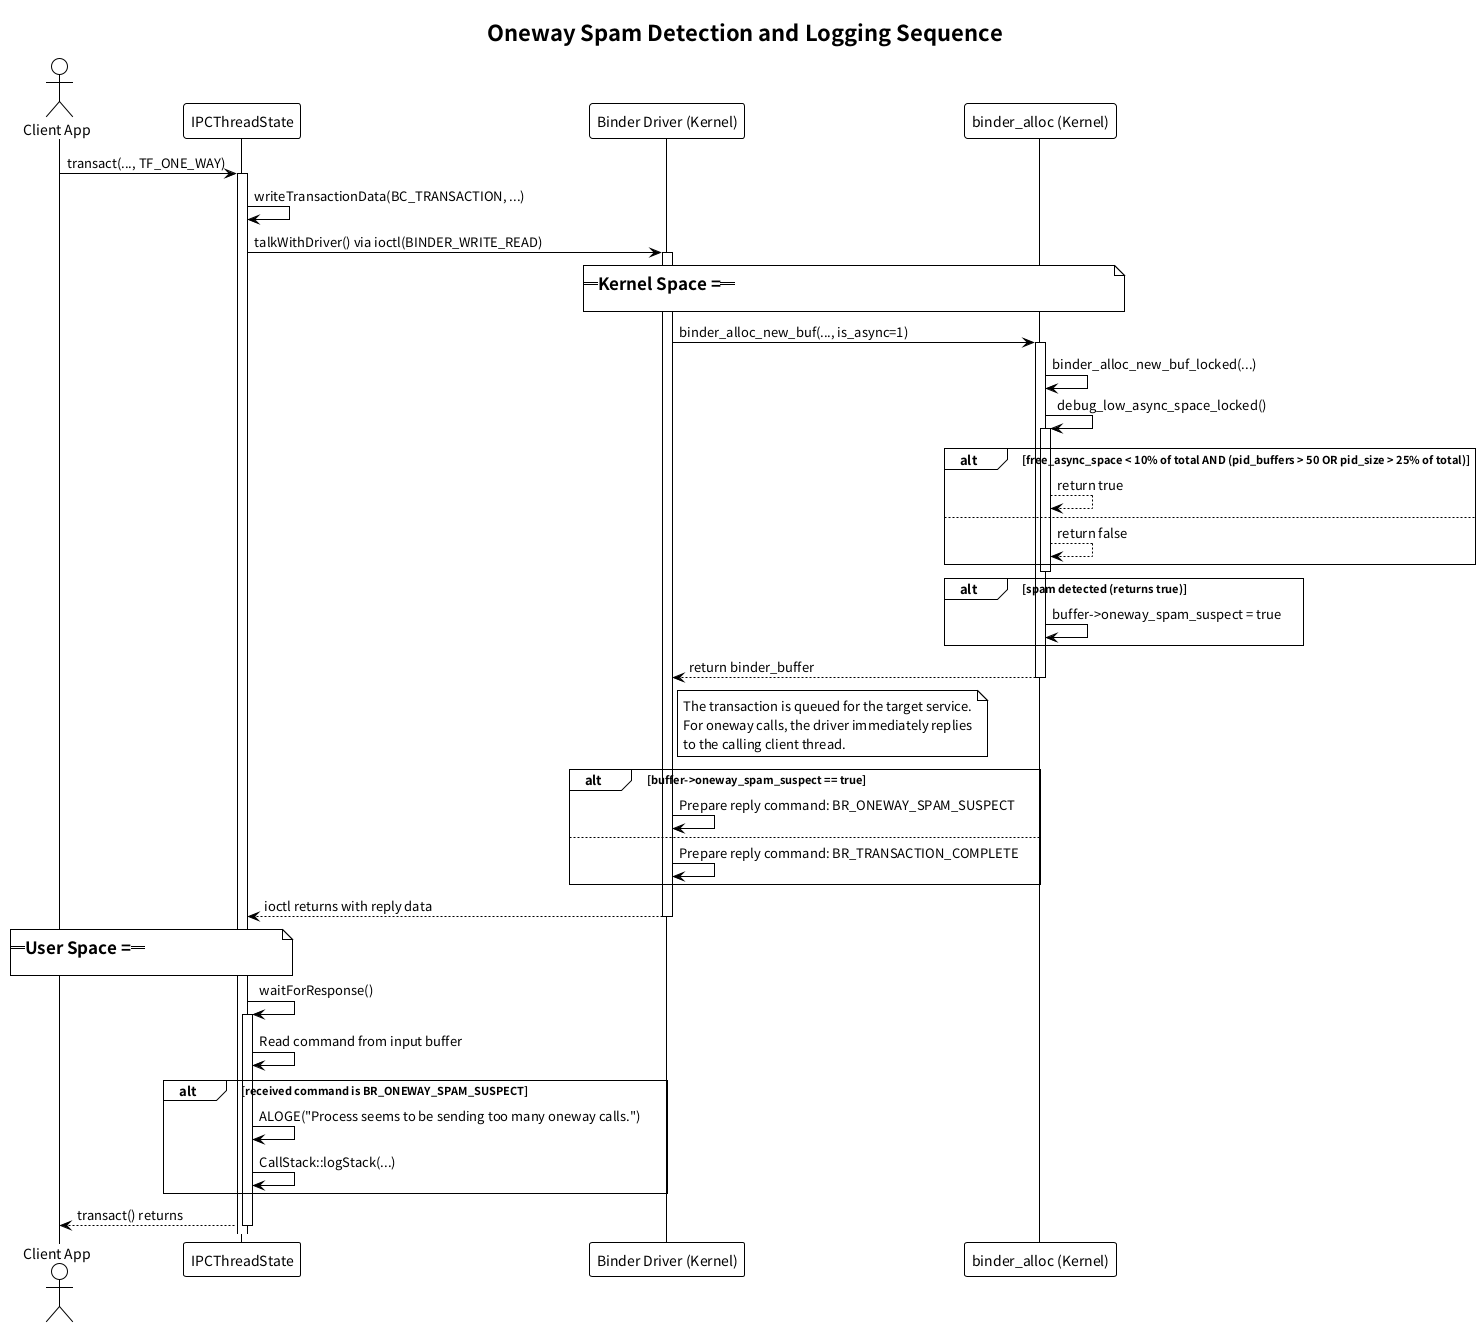 Oneway Spam Detection and Logging Sequence
Client App
IPCThreadState
Binder Driver (Kernel)
binder_alloc (Kernel)
transact(..., TF_ONE_WAY)
writeTransactionData(BC_TRANSACTION, ...)
talkWithDriver() via ioctl(BINDER_WRITE_READ)
==Kernel Space ==
binder_alloc_new_buf(..., is_async=1)
binder_alloc_new_buf_locked(...)
debug_low_async_space_locked()
alt [free_async_space < 10% of total AND (pid_buffers > 50 OR pid_size > 25% of total)]
return true
return false
alt [spam detected (returns true)]
buffer->oneway_spam_suspect = true
return binder_buffer
The transaction is queued for the target service.
For oneway calls, the driver immediately replies
to the calling client thread.
alt [buffer->oneway_spam_suspect == true]
Prepare reply command: BR_ONEWAY_SPAM_SUSPECT
Prepare reply command: BR_TRANSACTION_COMPLETE
ioctl returns with reply data
==User Space ==
waitForResponse()
Read command from input buffer
alt [received command is BR_ONEWAY_SPAM_SUSPECT]
ALOGE("Process seems to be sending too many oneway calls.")
CallStack::logStack(...)
transact() returns
Client App
IPCThreadState
Binder Driver (Kernel)
binder_alloc (Kernel)